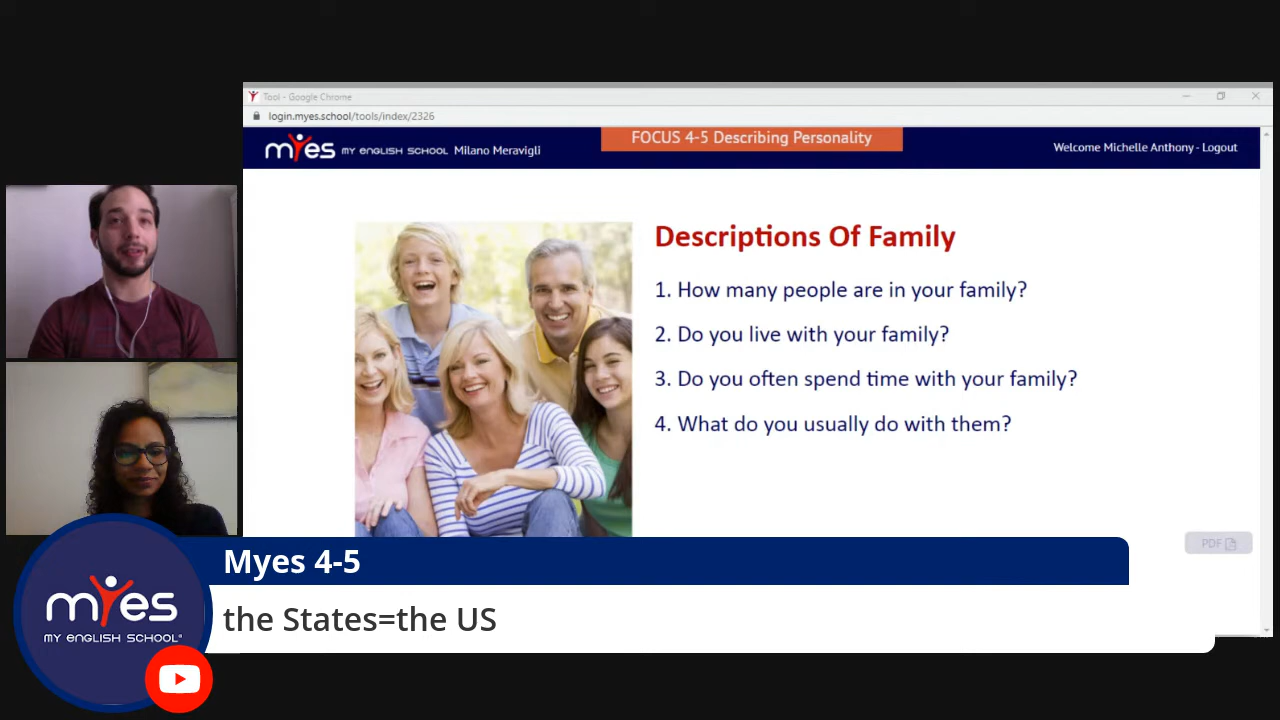 Tool - Google Chrome
login.myes.school/tools/index/2326
myes MY ENGLISH SCHOOL Milano Meravigli
FOCUS 4-5 Describing Personality
Welcome Michelle Anthony - Logout
Descriptions Of Family
1. How many people are in your family?
2. Do you live with your family?
3. Do you often spend time with your family?
4. What do you usually do with them?
PDF
Myes 4-5
the States=the US
myes
MY ENGLISH SCHOOL®